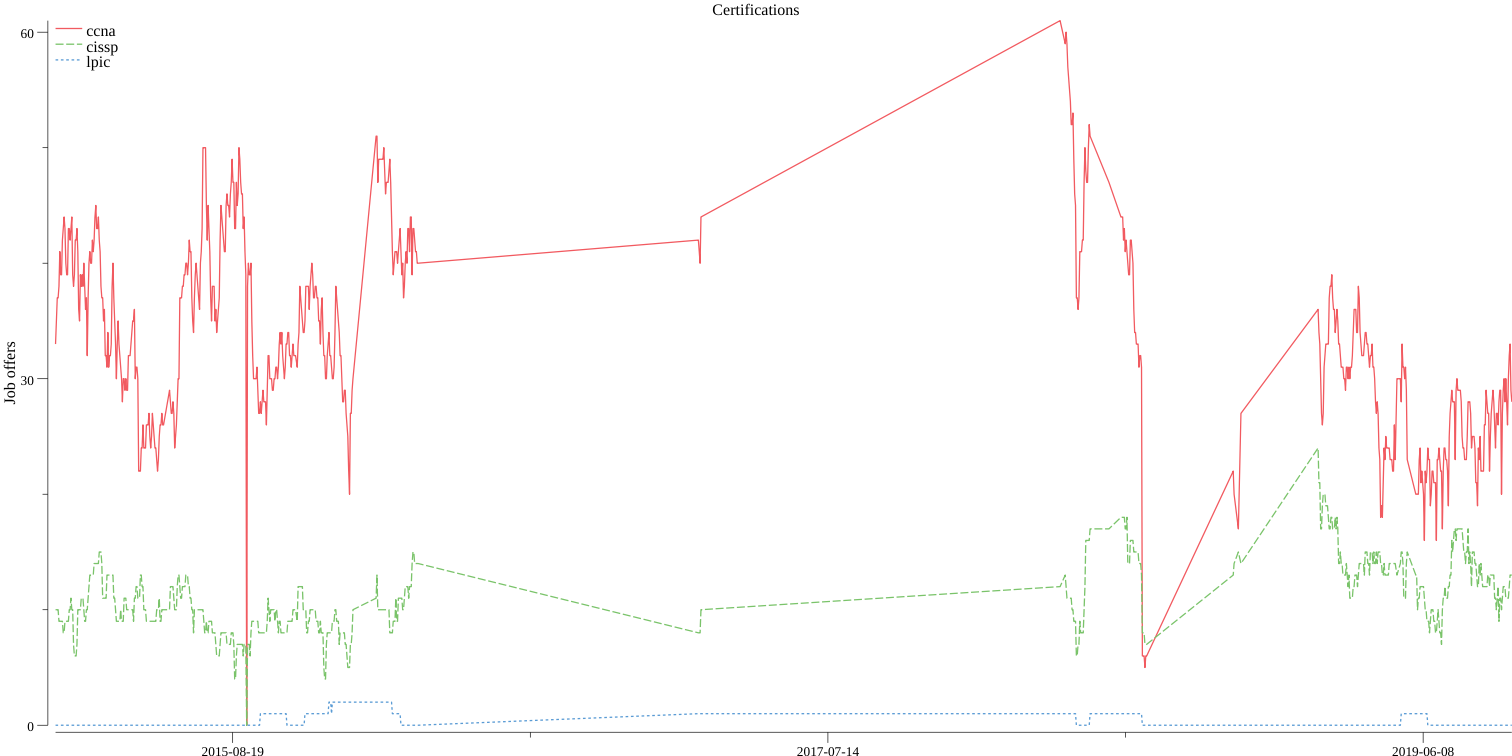 Certifications
60
ccna
cissp
lpic
30
Job offers
0
2015-08-19
2017-07-14
2019-06-08